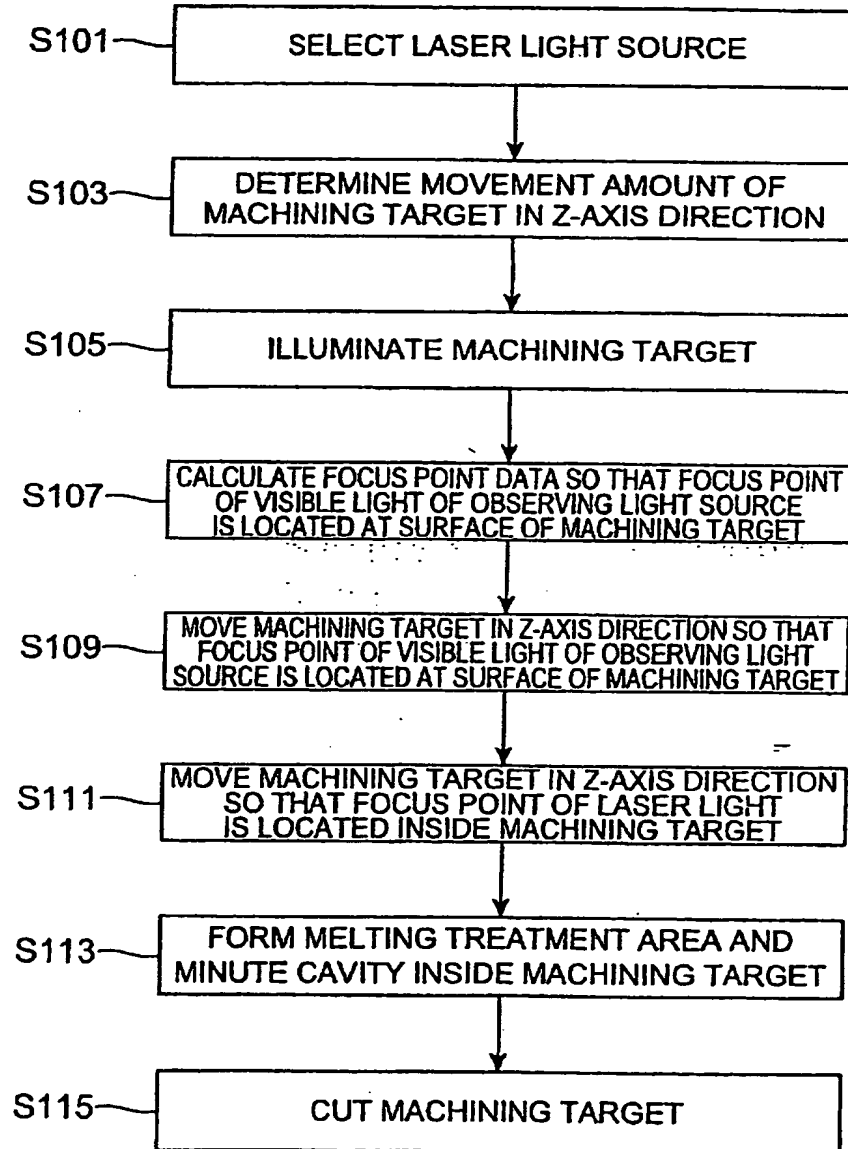 S101
SELECT LASER LIGHT SOURCE
S103
DETERMINE MOVEMENT AMOUNT OF
MACHINING TARGET IN Z-AXIS DIRECTION
S105
ILLUMINATE MACHINING TARGET
S107
CALCULATE FOCUS POINT DATA SO THAT FOCUS POINT
OF VISIBLE LIGHT OF OBSERVING LIGHT SOURCE
IS LOCATED AT SURFACE OF MACHINING TARGET
S109
MOVE MACHINING TARGET IN Z-AXIS DIRECTION SO THAT
FOCUS POINT OF VISIBLE LIGHT OF OBSERVING LIGHT
SOURCE IS LOCATED AT SURFACE OF MACHINING TARGET
S111
MOVE MACHINING TARGET IN Z-AXIS DIRECTION
SO THAT FOCUS POINT OF LASER LIGHT
IS LOCATED INSIDE MACHINING TARGET
S113
FORM MELTING TREATMENT AREA AND
MINUTE CAVITY INSIDE MACHINING TARGET
S115
CUT MACHINING TARGET